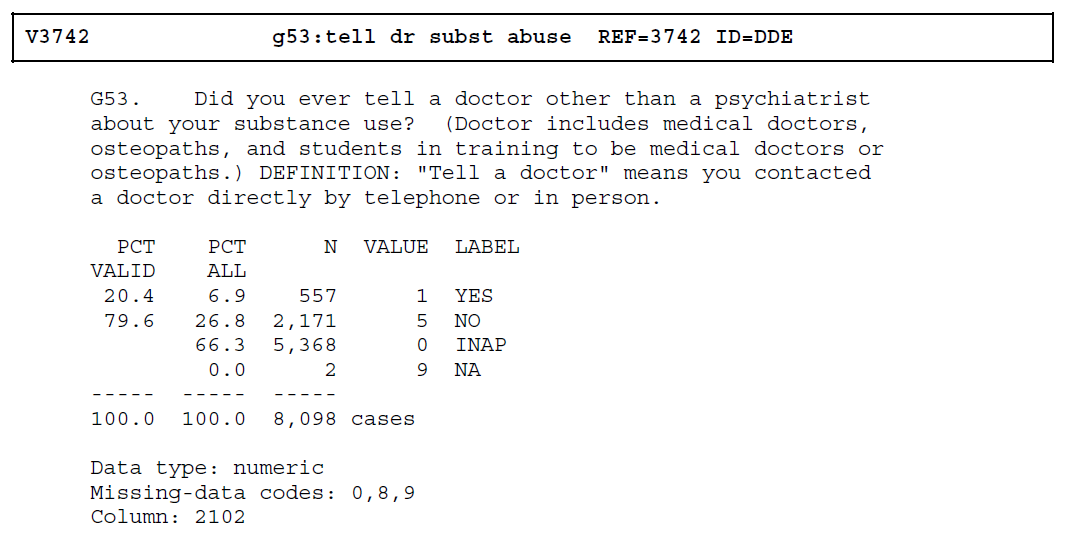 V3742 g53:tell dr subst abuse REF=3742 ID=DDE
G53. Did you ever tell a doctor other than a psychiatrist
about your substance use? (Doctor includes medical doctors,
osteopaths, and students in training to be medical doctors or
osteopaths.) DEFINITION: "Tell a doctor" means you contacted
a doctor directly by telephone or in person.
PCT PCT N VALUE LABEL
VALID ALL
20.4 6.9 557 1 YES
79.6 26.8 2,171 5 NO
66.3 5,368 0 INAP
0.0 2 9 NA
----- ----- -----
100.0 100.0 8,098 cases
Data type: numeric
Missing-data codes: 0,8,9
Column: 2102